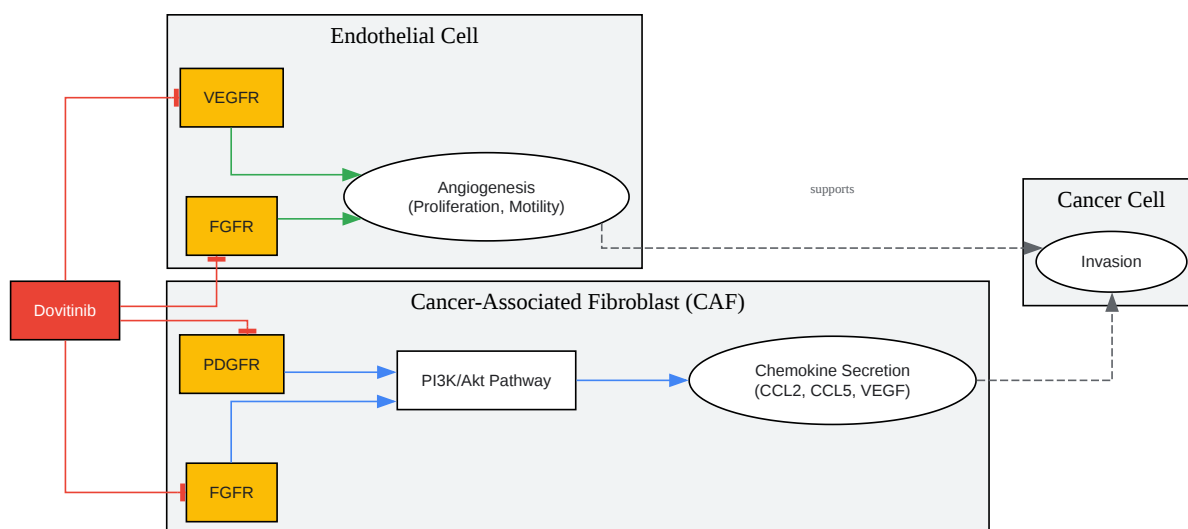 Endothelial Cell
VEGFR
Angiogenesis
(Proliferation, Motility)
FGFR
supports
Cancer Cell
Invasion
Dovitinib
Cancer-Associated Fibroblast (CAF)
PDGFR
PI3K/Akt Pathway
Chemokine Secretion
(CCL2, CCL5, VEGF)
FGFR